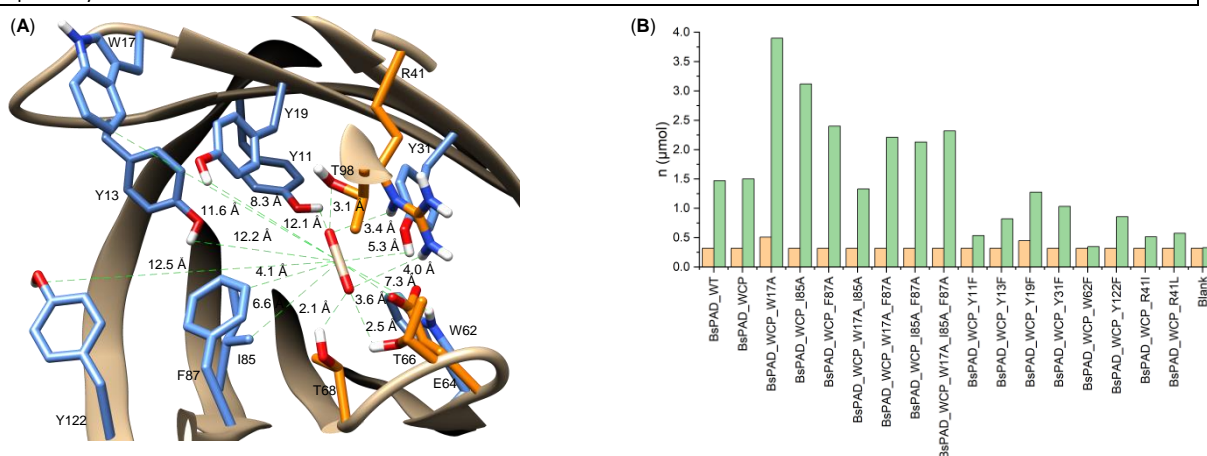 (A)
W17
R41
Y19
Y31
Y11
T98
Y13
3.1 Å
8.3 Å
11.6 Å
12.1 Å
3.4 Å
12.2 Å
5.3 Å
12.5 Å
4.1 Å
4.0 Å
7.3 Å
6.6
3.6 Å
2.1 Å
2.5 Å
W62
I85
T66
F87
T68
E64
Y122
(B)
n (µmol)
4.0
3.5
3.0
2.5
2.0
1.5
1.0
0.5
0.0
BsPAD_WT
BsPAD_WCP
BsPAD_WCP_W17A
BsPAD_WCP_I85A
BsPAD_WCP_F87A
BsPAD_WCP_W17A_I85A
BsPAD_WCP_W17A_F87A
BsPAD_WCP_I85A_F87A
BsPAD_WCP_W17A_I85A_F87A
BsPAD_WCP_Y11F
BsPAD_WCP_Y13F
BsPAD_WCP_Y19F
BsPAD_WCP_Y31F
BsPAD_WCP_W62F
BsPAD_WCP_Y122F
BsPAD_WCP_R41I
BsPAD_WCP_R41L
Blank